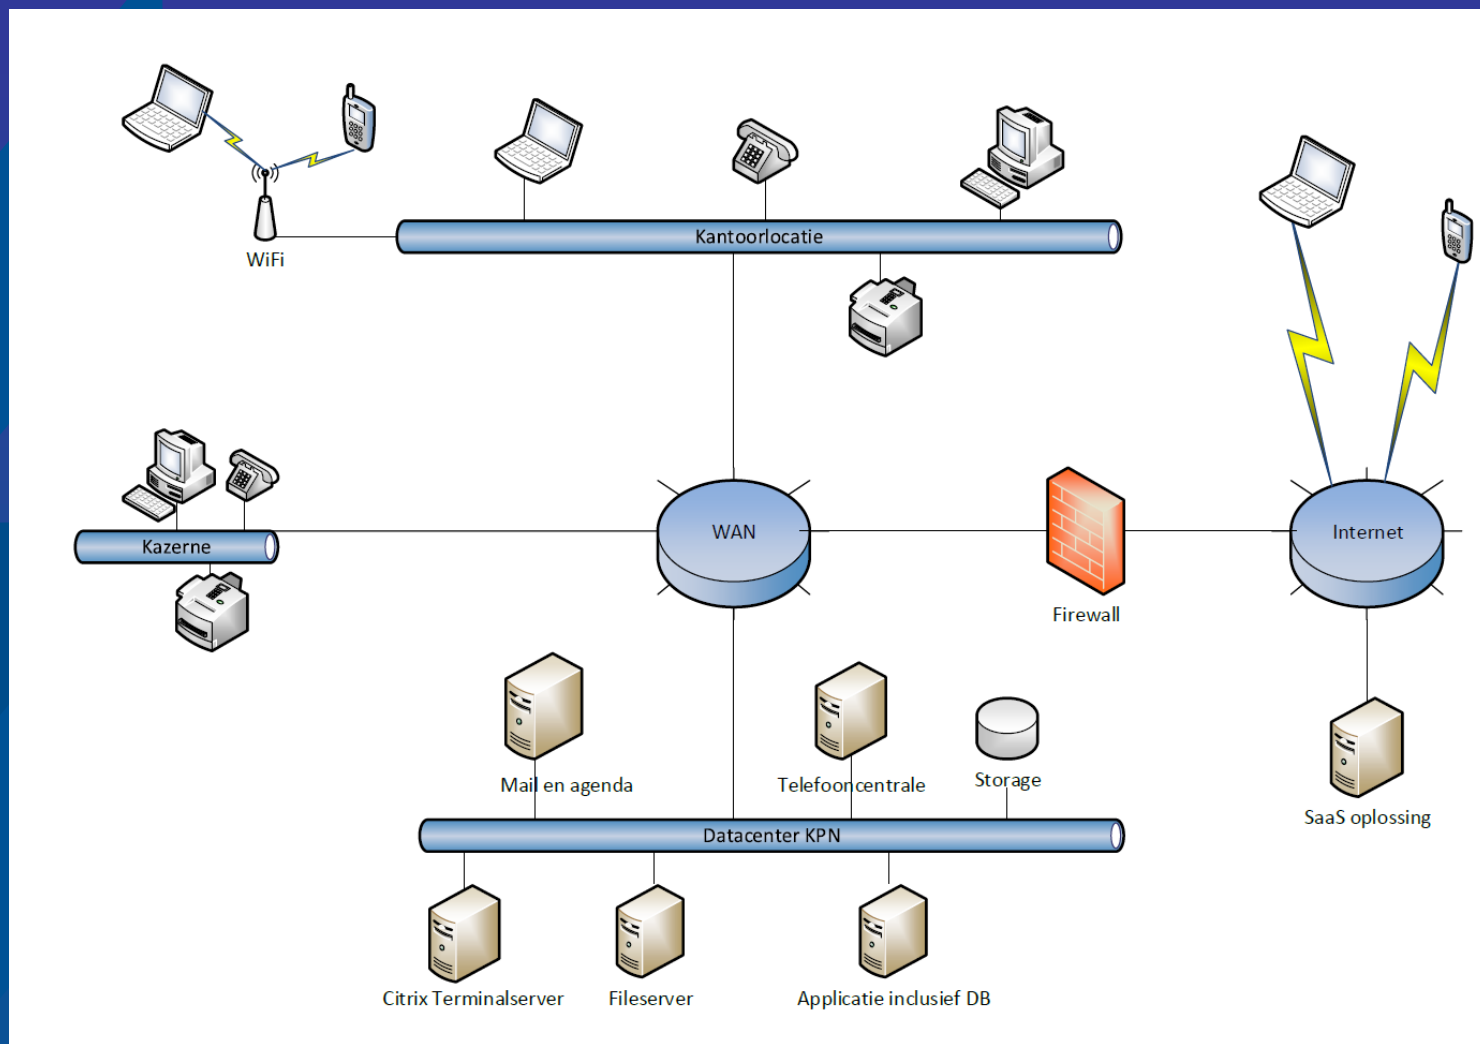 WiFi
Kantoorlocatie
Kazerne
WAN
Firewall
Internet
Mail en agenda
Telefooncentrale
Storage
SaaS oplossing
Datacenter KPN
Citrix Terminalserver
Fileserver
Applicatie inclusief DB